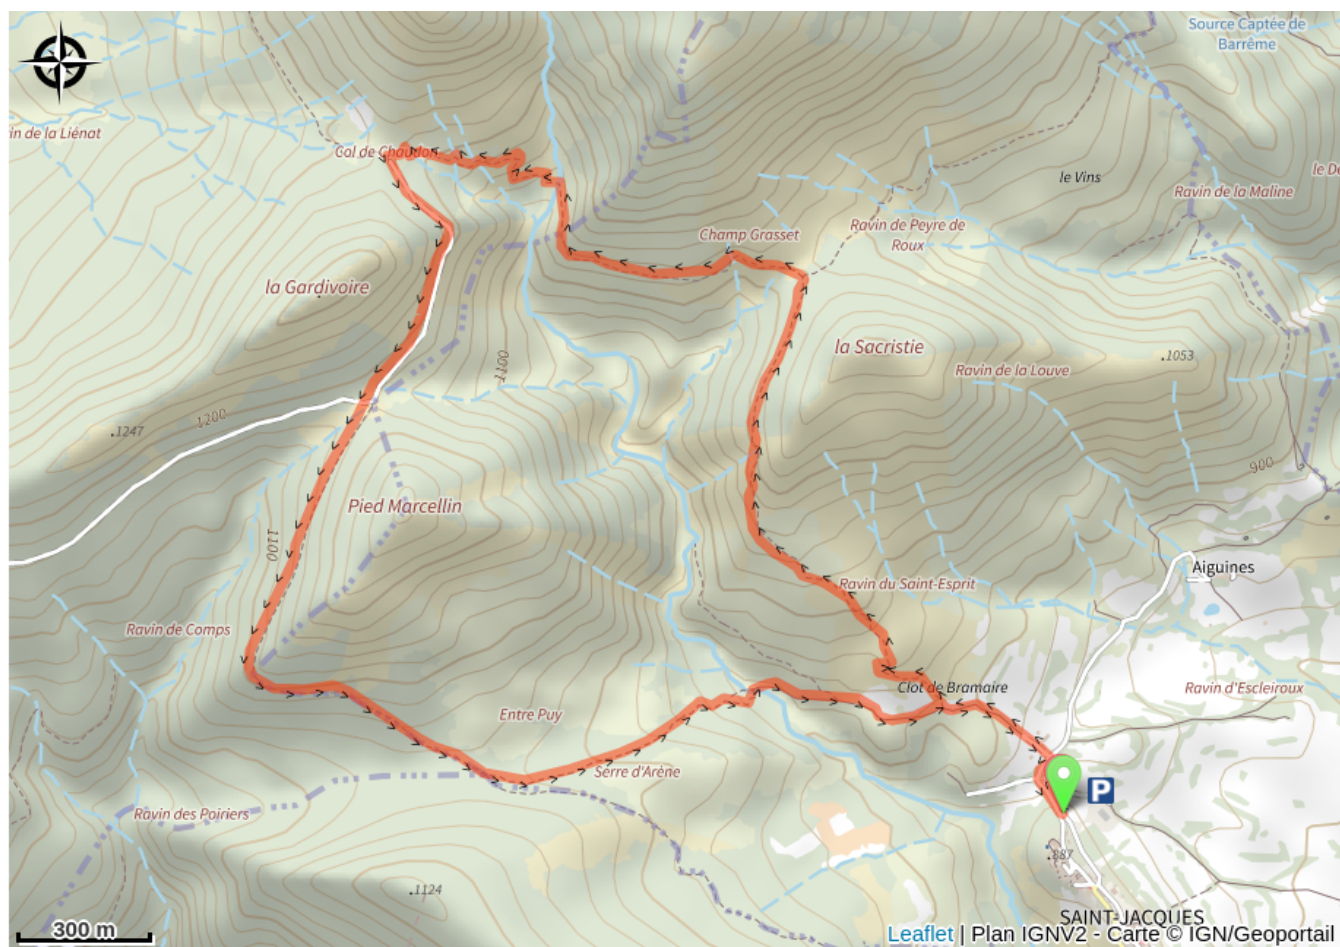 Source Captée de
Barrême
in de la Liénat
Col de Chaudon
le Vins
le De
Ravin de la Maline
Ravin de Peyre de
Roux
Champ Grasset
la Gardivoire
la Sacristie
.1053
1100
Ravin de la Louve
1200
.1247
900
Pied Marcellin
1100
Aiguines
Ravin du Saint-Esprit
Ravin de Comps
Clot de Bramaire
Ravin d'Escleiroux
Entre Puy
Serre d'Arène
P
Ravin des Poiriers
.887
.1124
SAINT-JACQUES
300 m
Leaflet | Plan IGNV2 - Carte © IGN/Geoportail